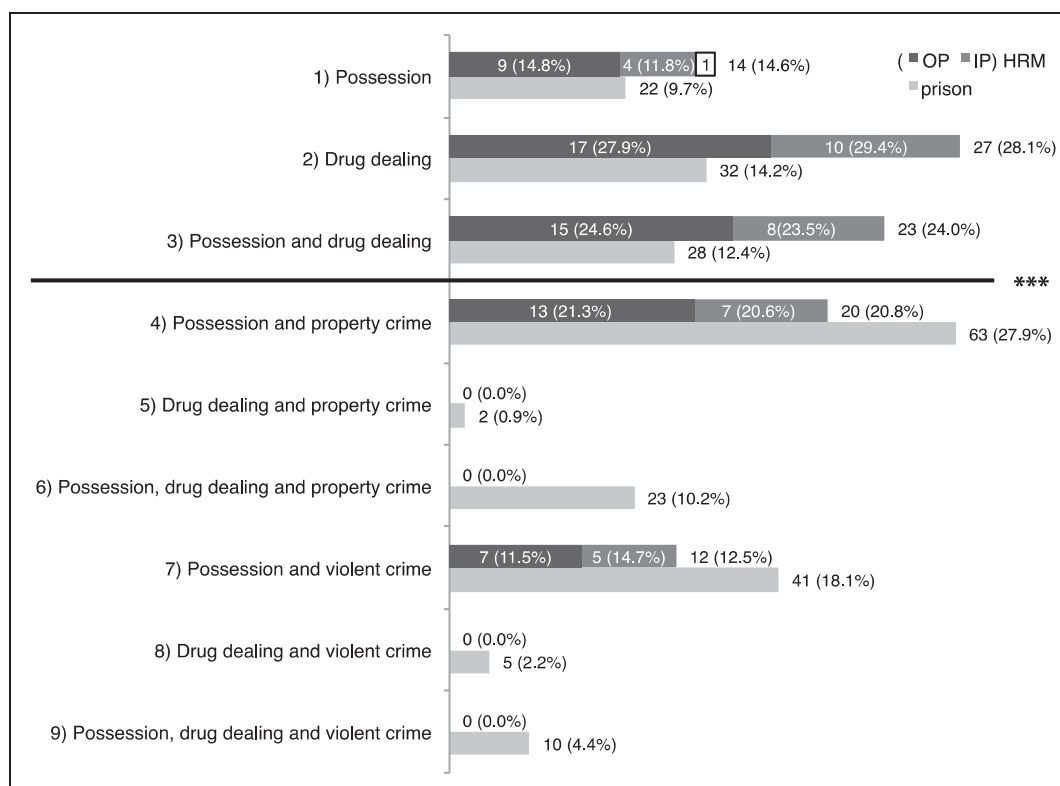 ( OP IP) HRM
prison
1) Possession
9 (14.8%) 4 (11.8%) 1 14 (14.6%)
22 (9.7%)
2) Drug dealing
17 (27.9%) 10 (29.4%) 27 (28.1%)
32 (14.2%)
3) Possession and drug dealing
15 (24.6%) 8(23.5%) 23 (24.0%)
28 (12.4%)
***
4) Possession and property crime
13 (21.3%) 7 (20.6%) 20 (20.8%)
63 (27.9%)
5) Drug dealing and property crime
0 (0.0%)
2 (0.9%)
6) Possession, drug dealing and property crime
0 (0.0%)
23 (10.2%)
7) Possession and violent crime
7 (11.5%) 5 (14.7%) 12 (12.5%)
41 (18.1%)
8) Drug dealing and violent crime
0 (0.0%)
5 (2.2%)
9) Possession, drug dealing and violent crime
0 (0.0%)
10 (4.4%)